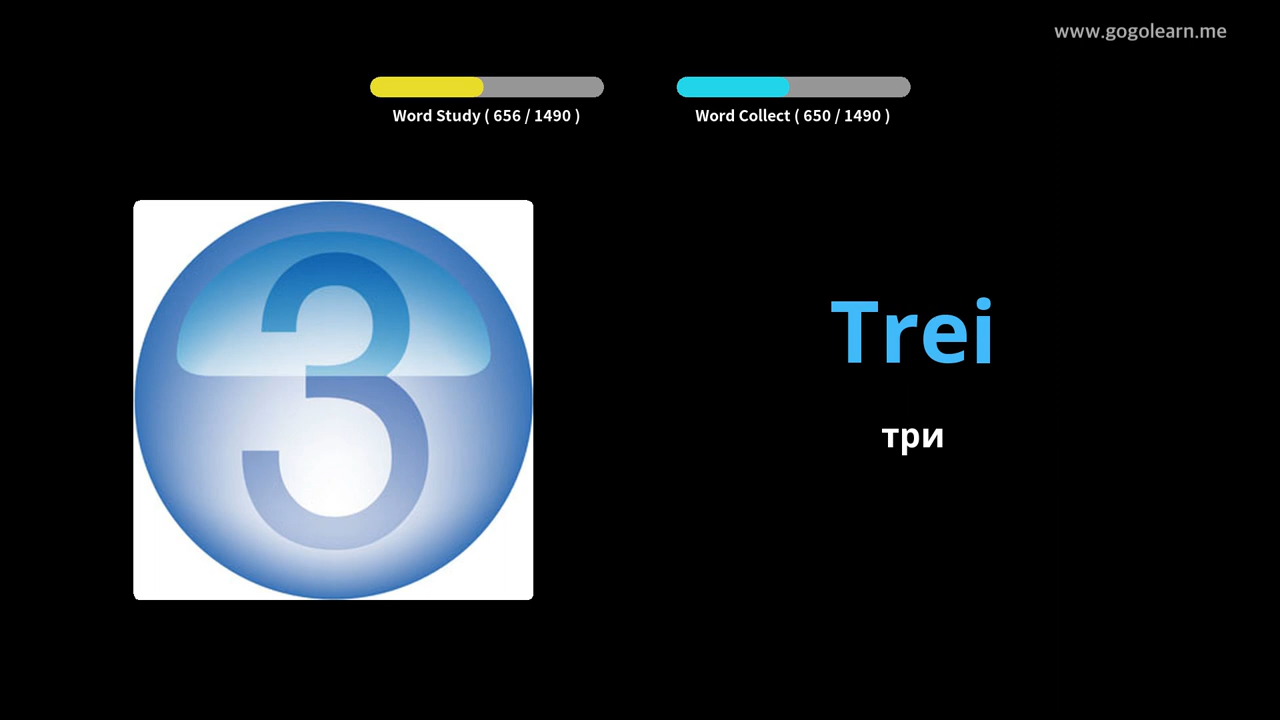 www.gogolearn.me
Word Study ( 656 / 1490 )
Word Collect ( 650 / 1490 )
3
Trei
три